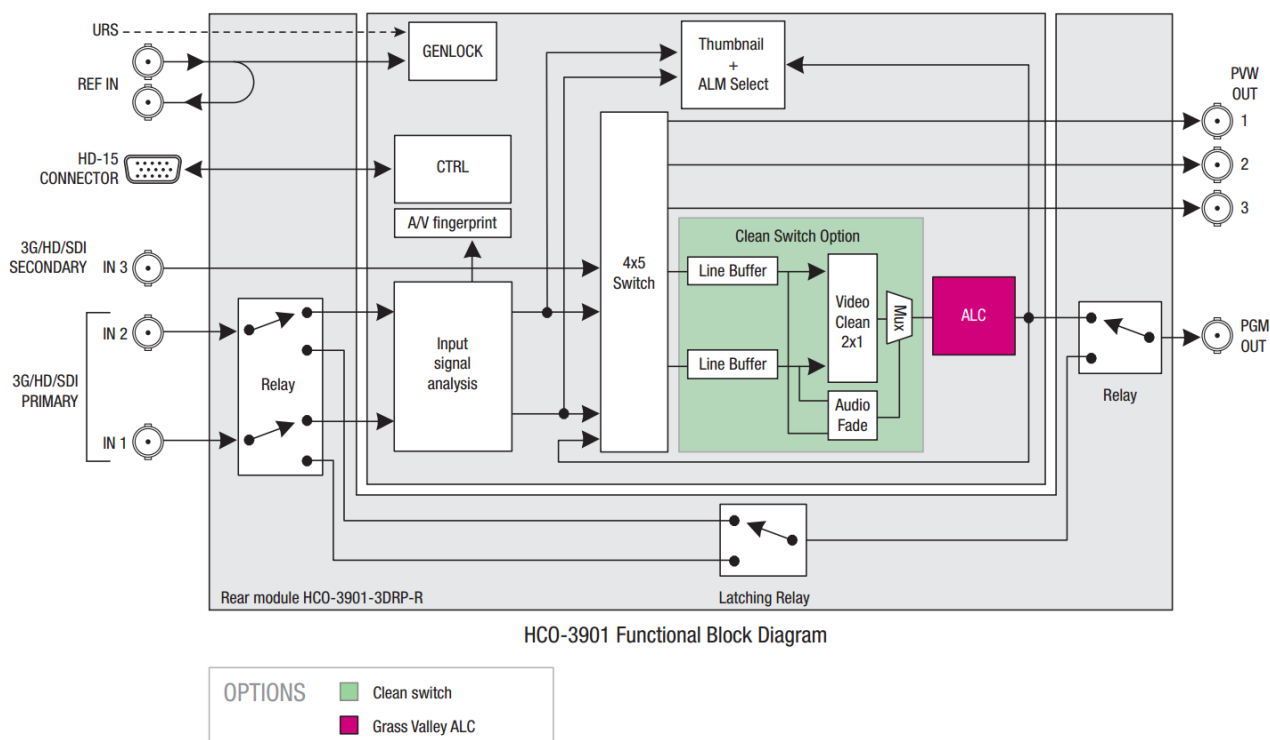 URS
REF IN
GENLOCK
Thumbnail
+
ALM Select
PVW
OUT
1
2
3
HD-15
CONNECTOR
CTRL
A/V fingerprint
3G/HD/SDI
SECONDARY
IN 3
4x5
Switch
Clean Switch Option
Line Buffer
Line Buffer
Video
Clean
2x1
Mux
Audio
Fade
ALC
IN 2
3G/HD/SDI
PRIMARY
IN 1
Relay
Input
signal
analysis
PGM
OUT
Relay
Latching Relay
Rear module HCO-3901-3DRP-R
HCO-3901 Functional Block Diagram
OPTIONS
Clean switch
Grass Valley ALC